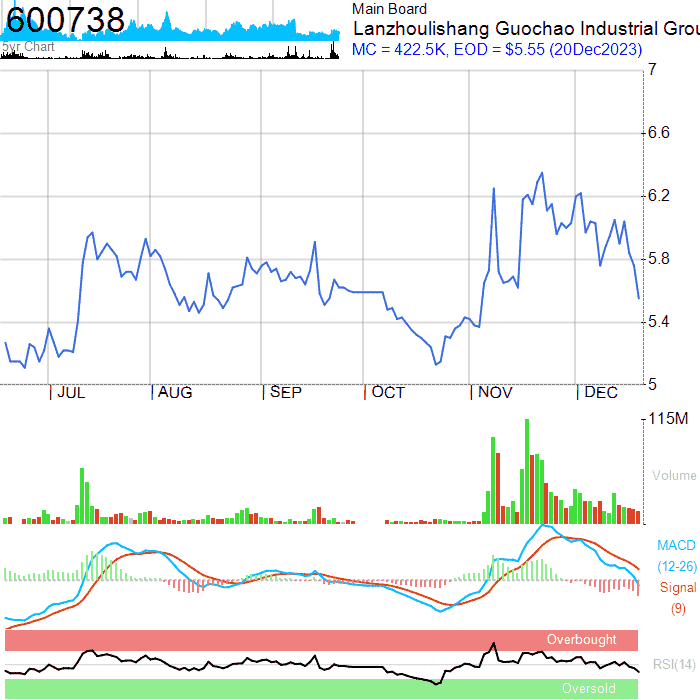 600738
5yr Chart
Main Board
Lanzhoulishang Guochao Industrial Grou
MC = 422.5K, EOD = $5.55 (20Dec2023)
7
6.6
6.2
5.8
5.4
5
JUL AUG SEP OCT NOV DEC
115M
Volume
MACD
(12-26)
Signal
(9)
Overbought
RSI(14)
Oversold